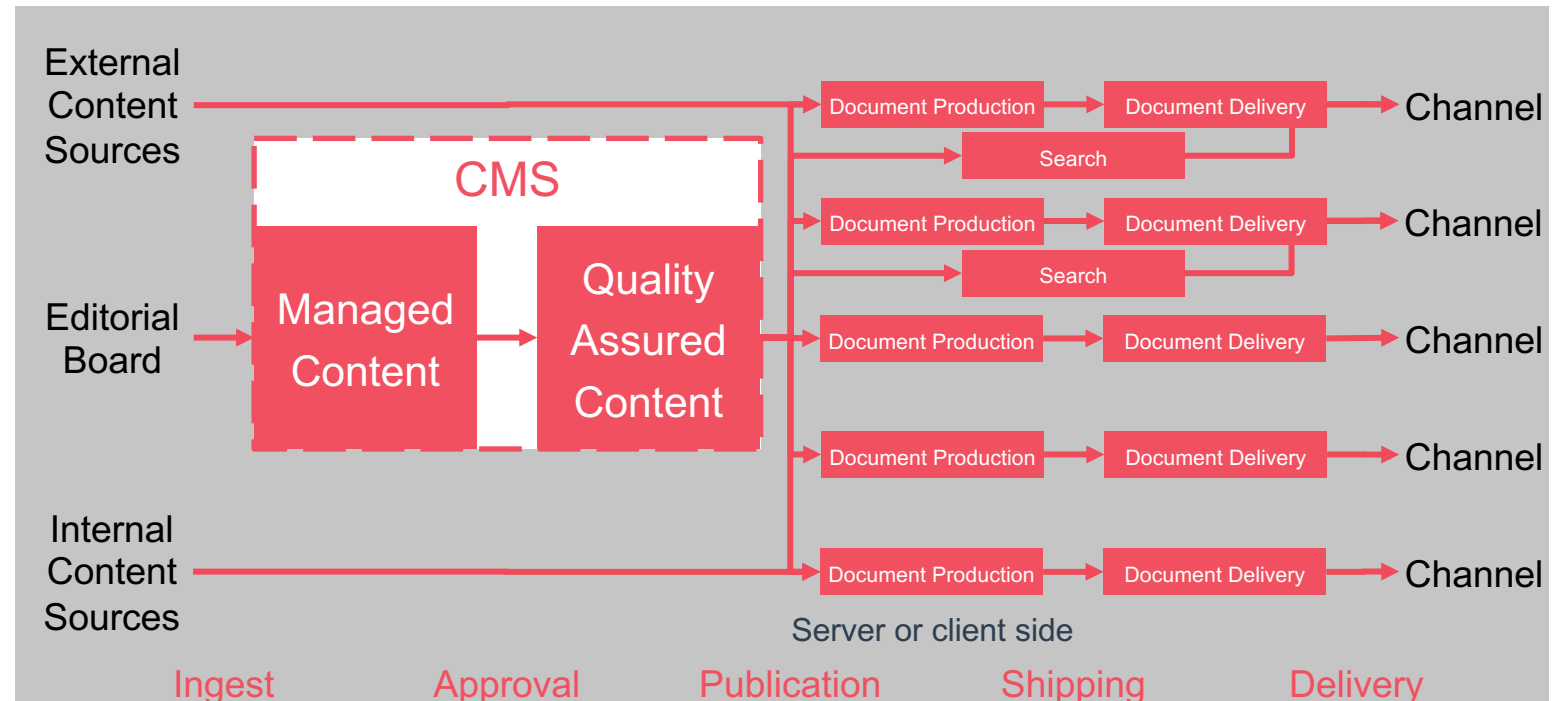 External
Content
Sources
Document Production
Document Delivery
Channel
Search
CMS
Document Production
Document Delivery
Channel
Search
Editorial
Board
Managed
Content
Quality
Assured
Content
Document Production
Document Delivery
Channel
Document Production
Document Delivery
Channel
Internal
Content
Sources
Document Production
Document Delivery
Channel
Server or client side
Ingest
Approval
Publication
Shipping
Delivery